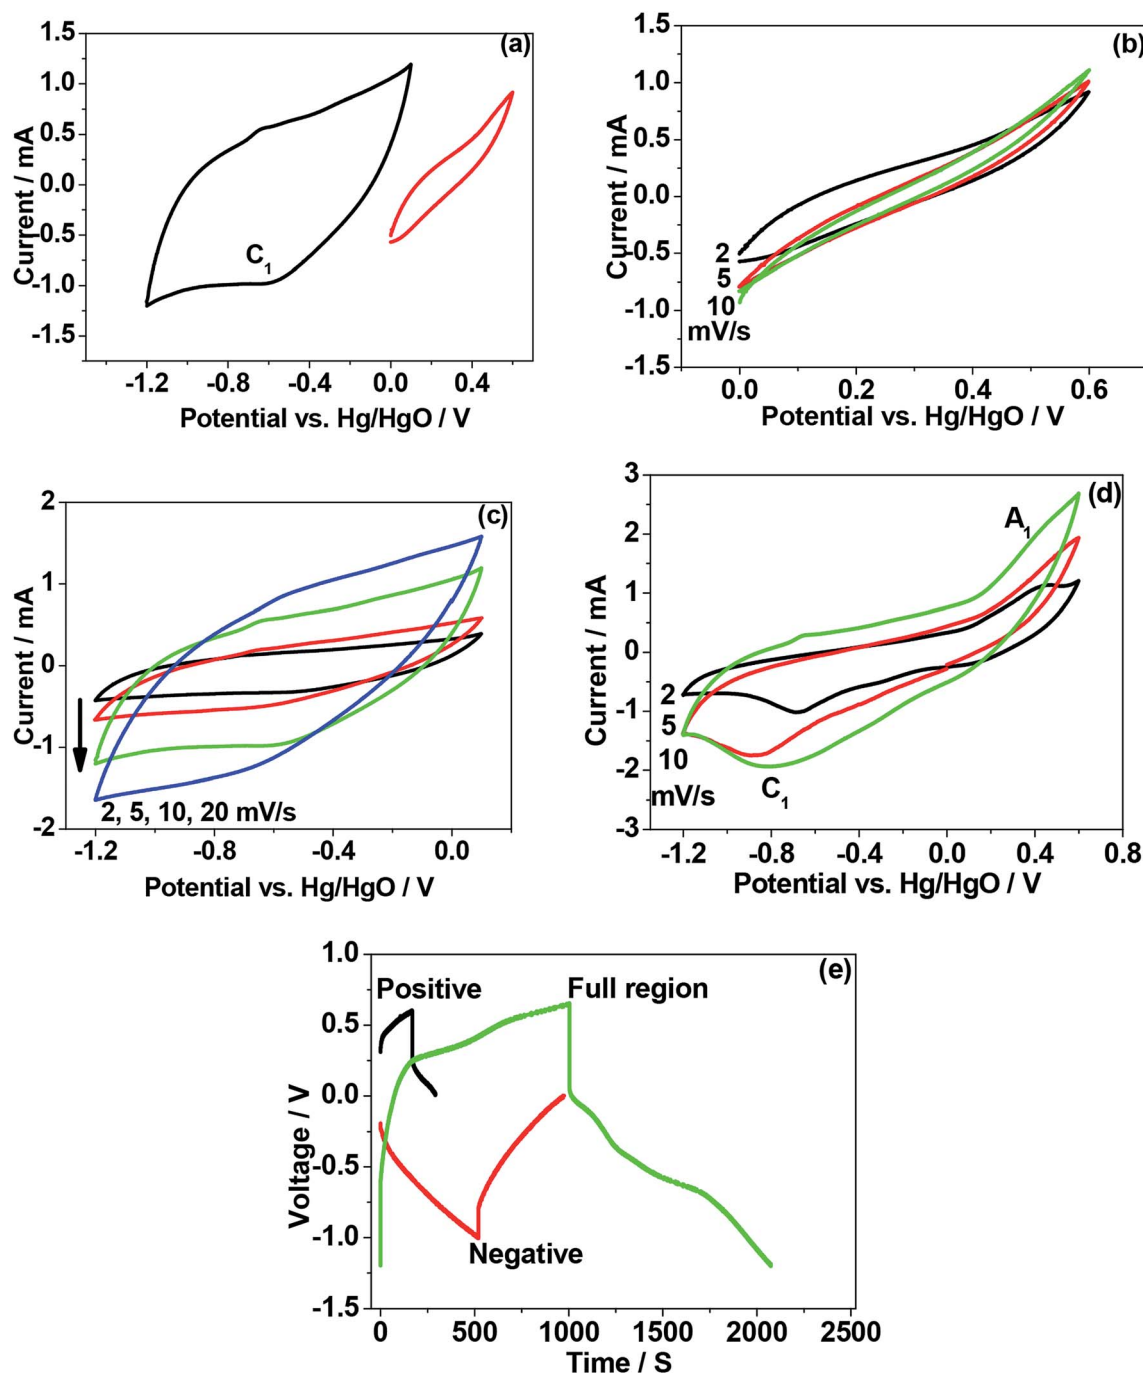 (a)
1.5
1.0
0.5
0.0
-0.5
-1.0
-1.5
Current / mA
C1
-1.2 -0.8 -0.4 0.0 0.4
Potential vs. Hg/HgO / V
(b)
1.5
1.0
0.5
0.0
-0.5
-1.0
-1.5
Current / mA
2
5
10
mV/s
0.0 0.2 0.4 0.6
Potential vs. Hg/HgO / V
(c)
2
1
0
-1
-2
Current / mA
2, 5, 10, 20 mV/s
-1.2 -0.8 -0.4 0.0
Potential vs. Hg/HgO / V
(d)
3
2
1
0
-1
-2
-3
Current / mA
A1
2
5
10
mV/s
C1
-1.2 -0.8 -0.4 0.0 0.4 0.8
Potential vs. Hg/HgO / V
(e)
1.0
0.5
0.0
-0.5
-1.0
-1.5
Voltage / V
Positive
Full region
Negative
0 500 1000 1500 2000 2500
Time / S